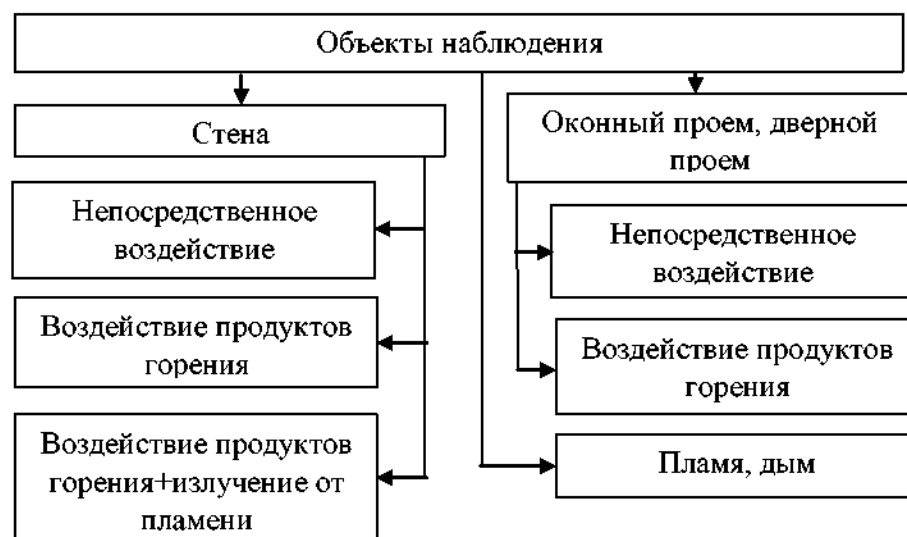 Объекты наблюдения
Стена
Непосредственное
воздействие
Воздействие продуктов
горения
Воздействие продуктов
горения+излучение от
пламени
Оконный проем, дверной
проем
Непосредственное
воздействие
Воздействие продуктов
горения
Пламя, дым